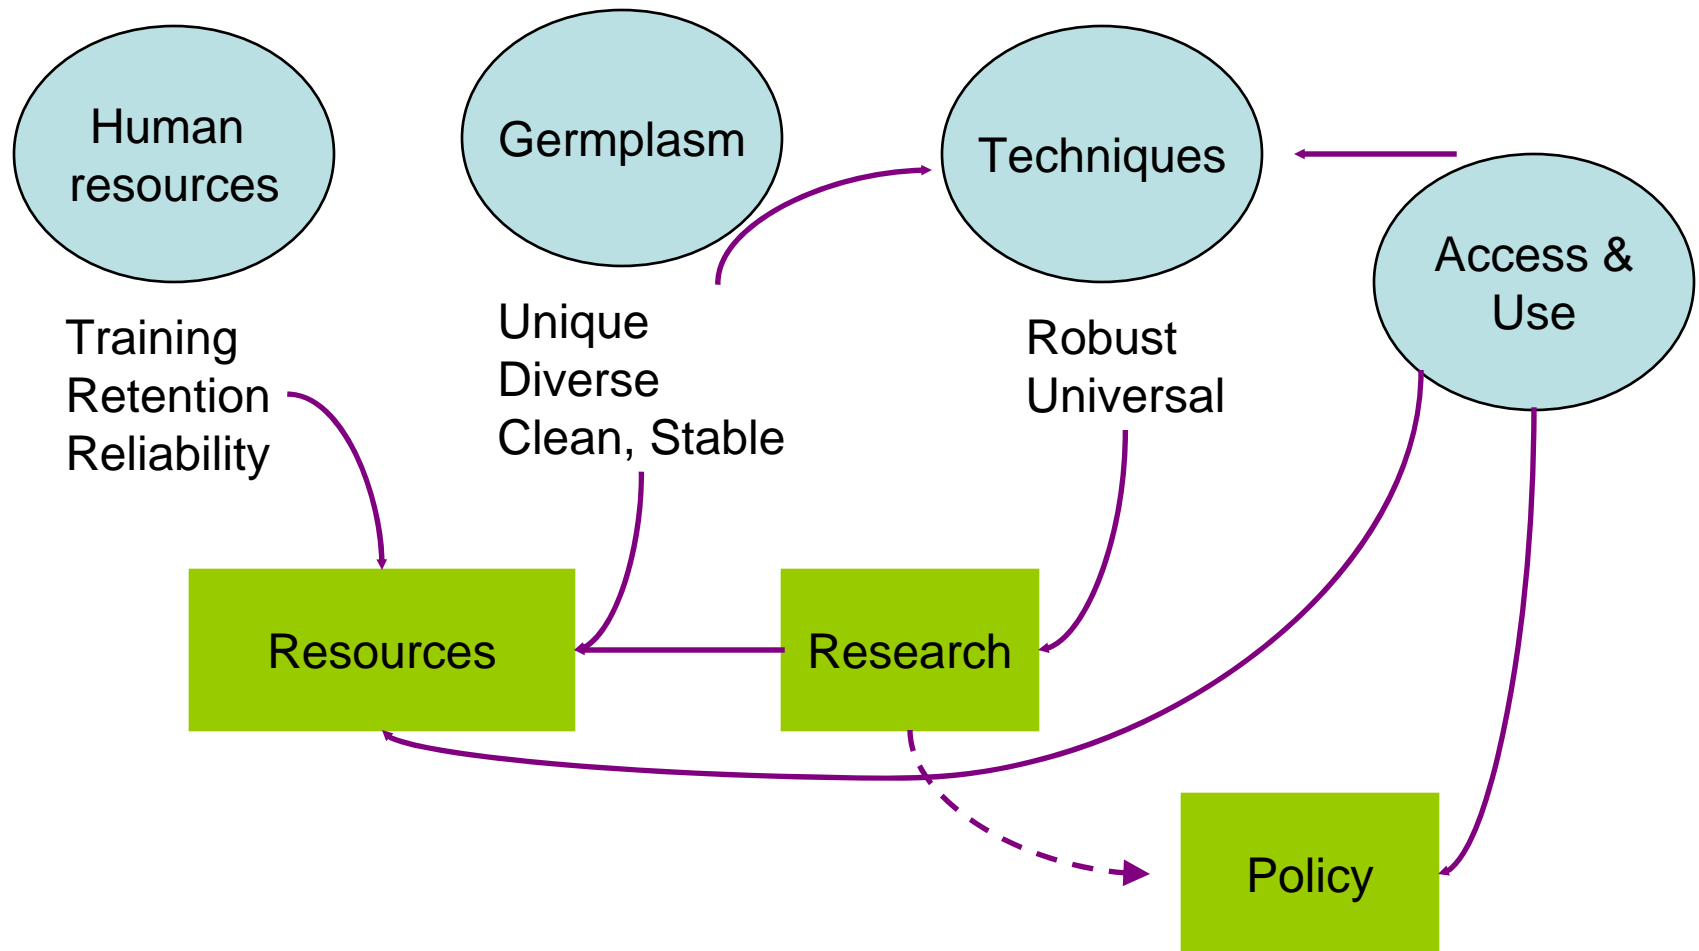 Human
resources
Germplasm
Techniques
Access &
Use
Training
Retention
Reliability
Unique
Diverse
Clean, Stable
Robust
Universal
Resources
Research
Policy